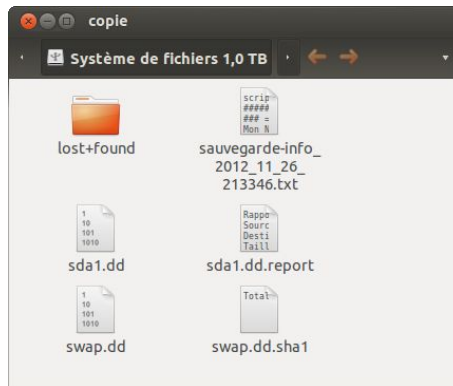 copie
Système de fichiers 1,0 TB
scrip
#####
### =
Mon N
lost+found
sauvegarde-info_
2012_11_26_
213346.txt
1
10
101
1010
Rappo
Sourc
Desti
Taill
sda1.dd
sda1.dd.report
1
10
101
1010
Total
swap.dd
swap.dd.sha1